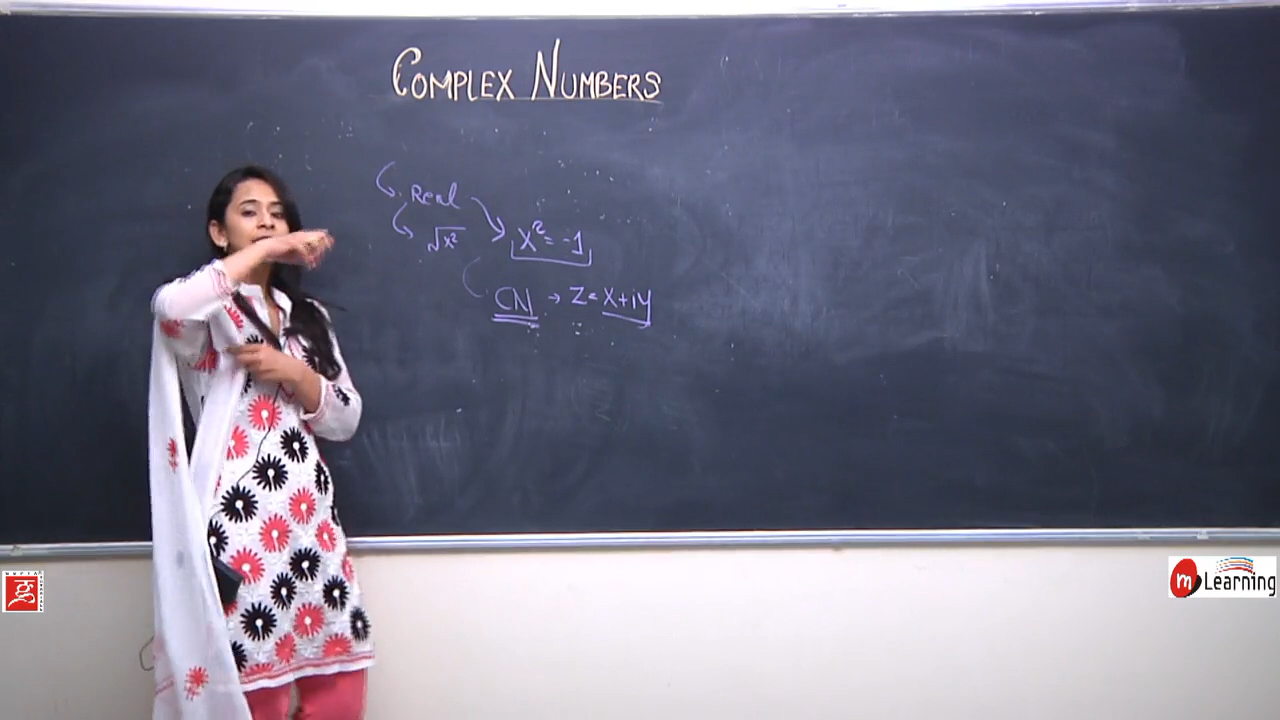 COMPLEX NUMBERS
Real
√x²
x² = -1
CN → Z = x+iy
m Learning